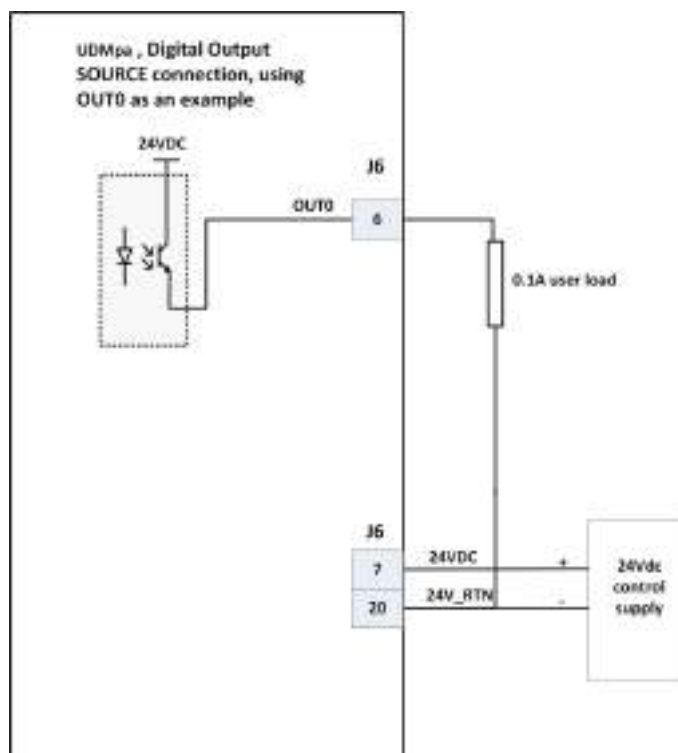 UDMpa , Digital Output
SOURCE connection, using
OUT0 as an example
24VDC
J6
OUT0
6
0.1A user load
J6
7
24VDC
+
24Vdc
control
supply
20
24V_RTN
-